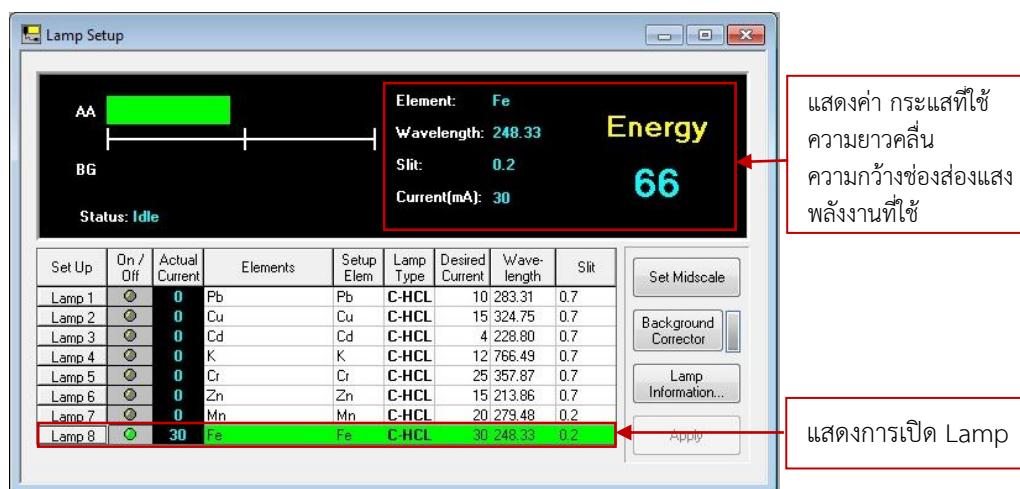 Lamp Setup
AA
BG
Status: Idle
Element: Fe
Wavelength: 248.33
Slit: 0.2
Current(mA): 30
Energy
66
แสดงค่า กระแสที่ใช้
ความยาวคลื่น
ความกว้างช่องส่องแสง
พลังงานที่ใช้
Set Up On / Off Actual Current Elements Setup Elem Lamp Type Desired Current Wave- length Slit
Lamp 1 0 Pb Pb C-HCL 10 283.31 0.7
Lamp 2 0 Cu Cu C-HCL 15 324.75 0.7
Lamp 3 0 Cd Cd C-HCL 4 228.80 0.7
Lamp 4 0 K K C-HCL 12 766.49 0.7
Lamp 5 0 Cr Cr C-HCL 25 357.87 0.7
Lamp 6 0 Zn Zn C-HCL 15 213.86 0.7
Lamp 7 0 Mn Mn C-HCL 20 279.48 0.2
Lamp 8 30 Fe Fe C-HCL 30 248.33 0.2
Set Midscale
Background
Corrector
Lamp
Information...
Apply
แสดงการเปิด Lamp